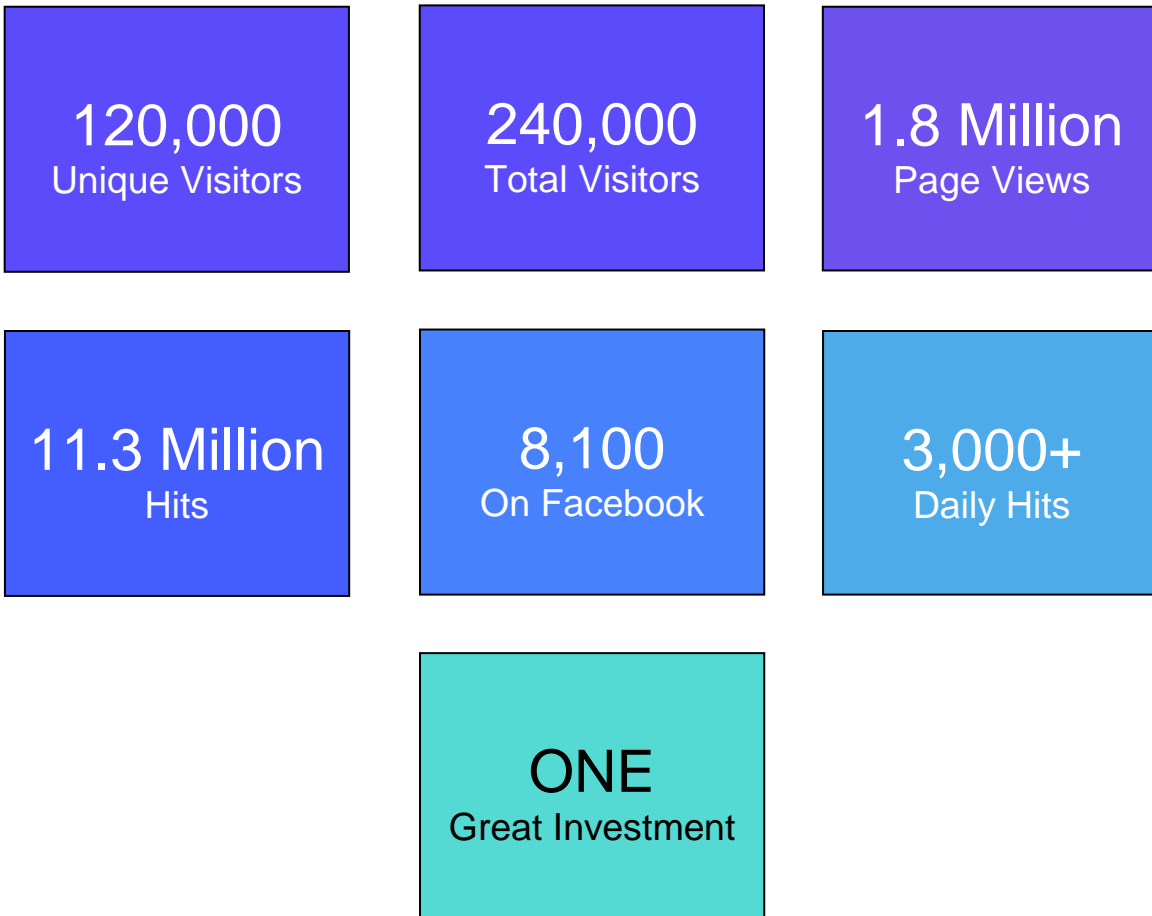 120,000
Unique Visitors
240,000
Total Visitors
1.8 Million
Page Views
11.3 Million
Hits
8,100
On Facebook
3,000+
Daily Hits
ONE
Great Investment